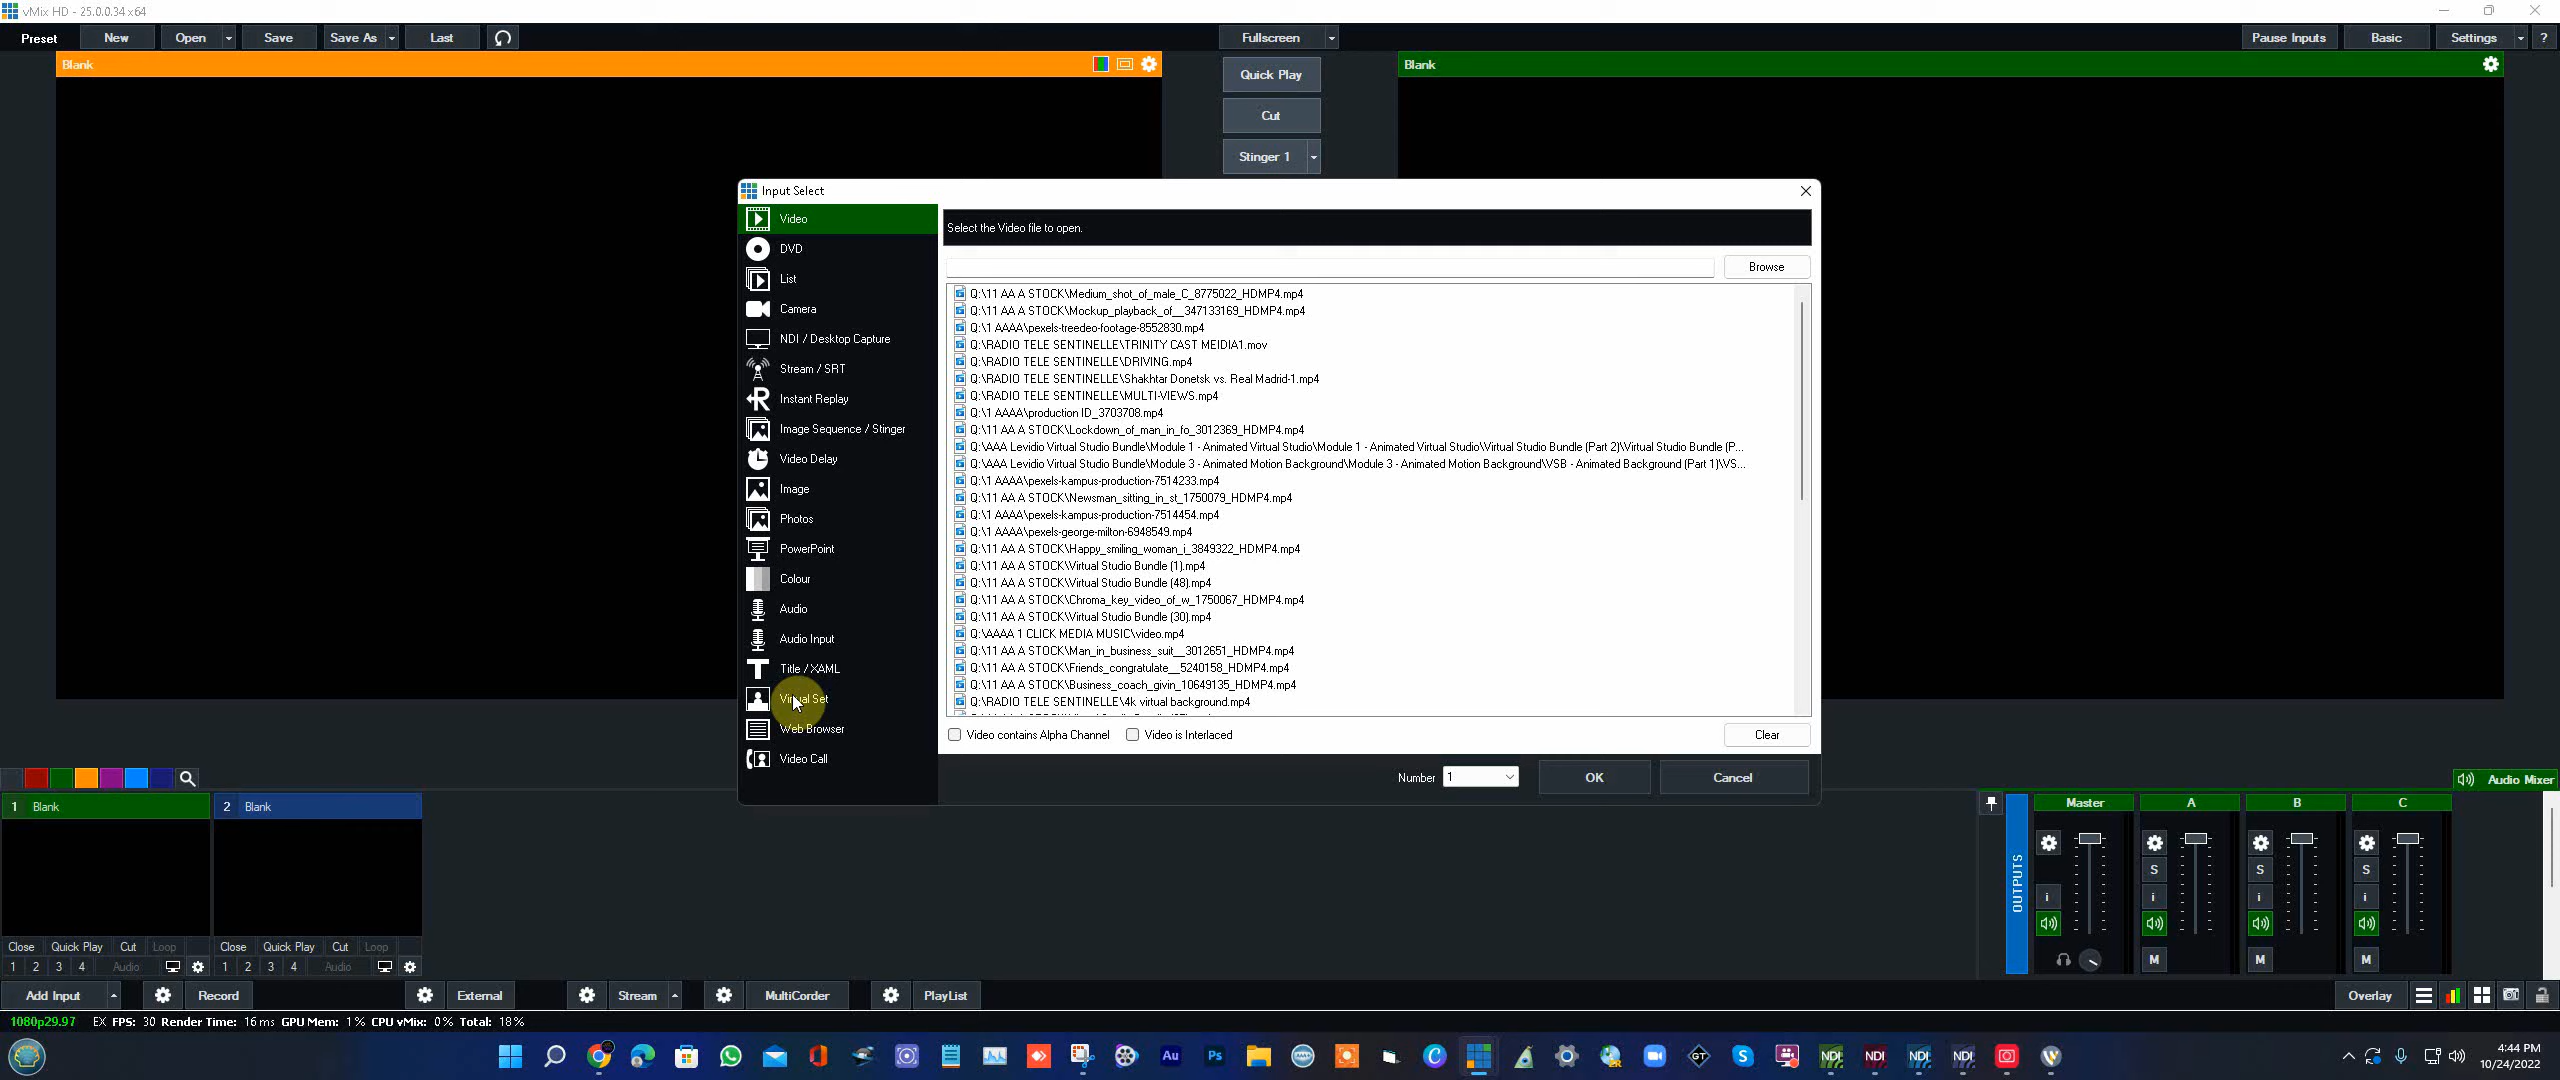 vMix HD - 25.0.0.34 x64
Preset New Open Save Save As Last Fullscreen Pause Inputs Basic Settings ?
Blank
Blank
Quick Play
Cut
Stinger 1
Input Select
Video
DVD
List
Camera
NDI / Desktop Capture
Stream / SRT
Instant Replay
Image Sequence / Stinger
Video Delay
Image
Photos
PowerPoint
Colour
Audio
Audio Input
Title / XAML
Virtual Set
Web Browser
Video Call
Select the Video file to open.
Browse
Q:\11 AA A STOCK\Medium_shot_of_male_C_8775022_HDMP4.mp4
Q:\11 AA A STOCK\Mockup_playback_of__347133169_HDMP4.mp4
Q:\1 AAAA\pexels-treedeo-footage-8552830.mp4
Q:\RADIO TELE SENTINELLE\TRINITY CAST MEIDIA1.mov
Q:\RADIO TELE SENTINELLE\DRIVING.mp4
Q:\RADIO TELE SENTINELLE\Shakhtar Donetsk vs. Real Madrid-1.mp4
Q:\RADIO TELE SENTINELLE\MULTI-VIEWS.mp4
Q:\1 AAAA\production ID_3703708.mp4
Q:\11 AA A STOCK\Lockdown_of_man_in_fo_3012369_HDMP4.mp4
Q:\AAA Levidio Virtual Studio Bundle\Module 1 - Animated Virtual Studio\Module 1 - Animated Virtual Studio\Virtual Studio Bundle (Part 2)\Virtual Studio Bundle (P...
Q:\AAA Levidio Virtual Studio Bundle\Module 3 - Animated Motion Background\Module 3 - Animated Motion Background\VSB - Animated Background (Part 1)\VS...
Q:\1 AAAA\pexels-kampus-production-7514233.mp4
Q:\11 AA A STOCK\Newsman_sitting_in_st_1750079_HDMP4.mp4
Q:\1 AAAA\pexels-kampus-production-7514454.mp4
Q:\1 AAAA\pexels-george-milton-6948549.mp4
Q:\11 AA A STOCK\Happy_smiling_woman_i_3849322_HDMP4.mp4
Q:\11 AA A STOCK\Virtual Studio Bundle (1).mp4
Q:\11 AA A STOCK\Virtual Studio Bundle (48).mp4
Q:\11 AA A STOCK\Chroma_key_video_of_w_1750067_HDMP4.mp4
Q:\11 AA A STOCK\Virtual Studio Bundle (30).mp4
Q:\AAAA 1 CLICK MEDIA MUSIC\video.mp4
Q:\11 AA A STOCK\Man_in_business_suit__3012651_HDMP4.mp4
Q:\11 AA A STOCK\Friends_congratulate__5240158_HDMP4.mp4
Q:\11 AA A STOCK\Business_coach_givin_10649135_HDMP4.mp4
Q:\RADIO TELE SENTINELLE\4k virtual background.mp4
Video contains Alpha Channel Video is Interlaced Clear
Number 1 OK Cancel
Audio Mixer
1 Blank
2 Blank
Close Quick Play Cut Loop
1 2 3 4 Audio
Close Quick Play Cut Loop
1 2 3 4 Audio
OUTPUTS
Master A B C
S S S
i i i i
M M M
Add Input Record External Stream MultiCorder PlayList Overlay
1080p29.97 EX FPS: 30 Render Time: 16 ms GPU Mem: 1% CPU vMix: 0% Total: 18%
Au Ps GT NDI NDI NDI NDI
4:44 PM
10/24/2022